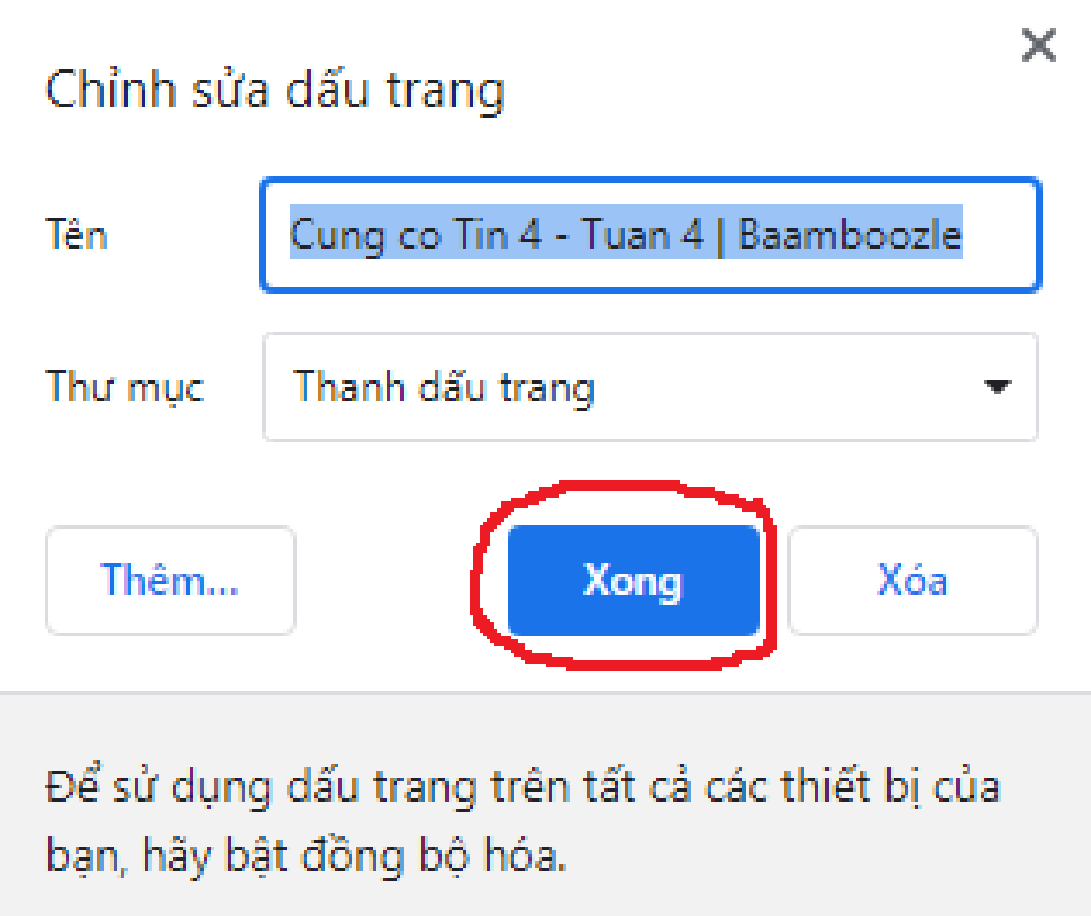 Chỉnh sửa dấu trang
Tên
Cung co Tin 4 - Tuan 4 | Baamboozle
Thư mục
Thanh dấu trang
Thêm...
Xong
Xóa
Để sử dụng dấu trang trên tất cả các thiết bị của
bạn, hãy bật đồng bộ hóa.